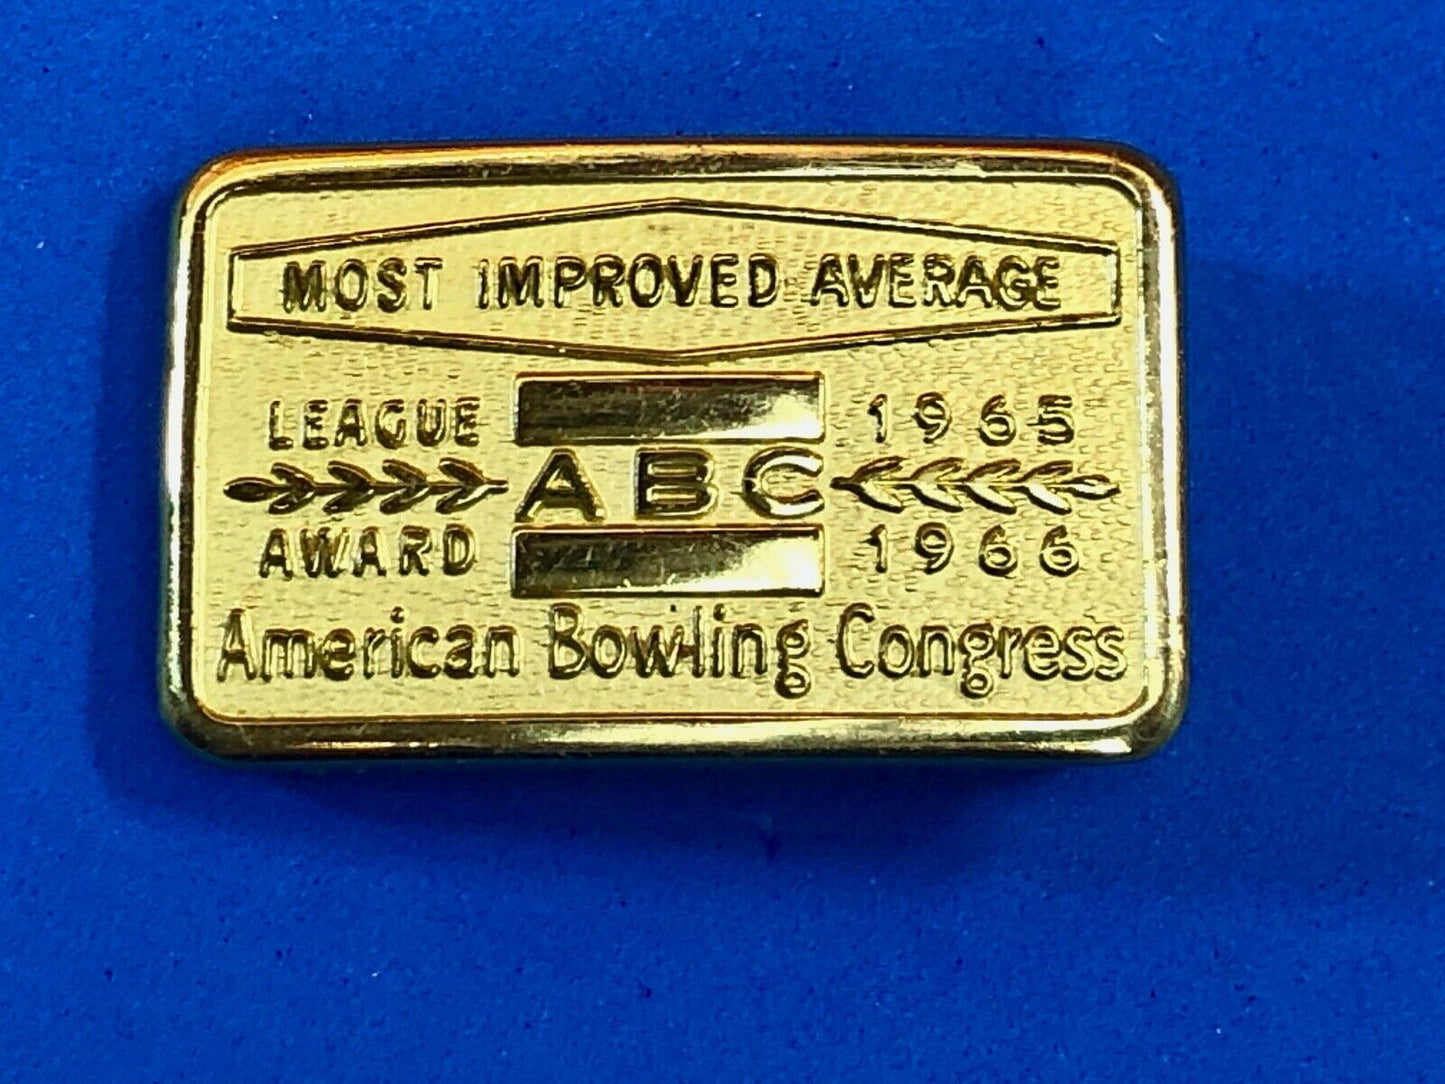 MOST IMPROVED AVERAGE
LEAGUE 1965
ABC
AWARD 1966
American Bowling Congress